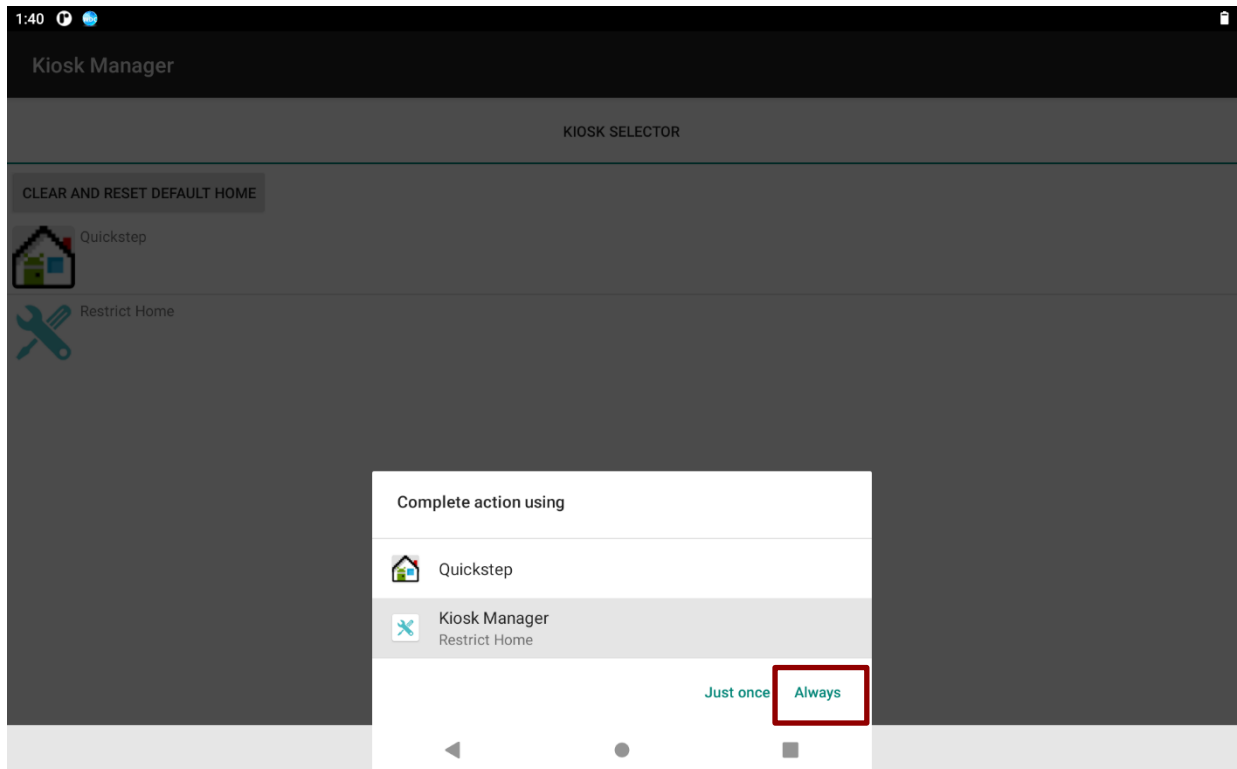 1:40
Kiosk Manager
KIOSK SELECTOR
CLEAR AND RESET DEFAULT HOME
Quickstep
Restrict Home
Complete action using
Quickstep
Kiosk Manager
Restrict Home
Just once Always